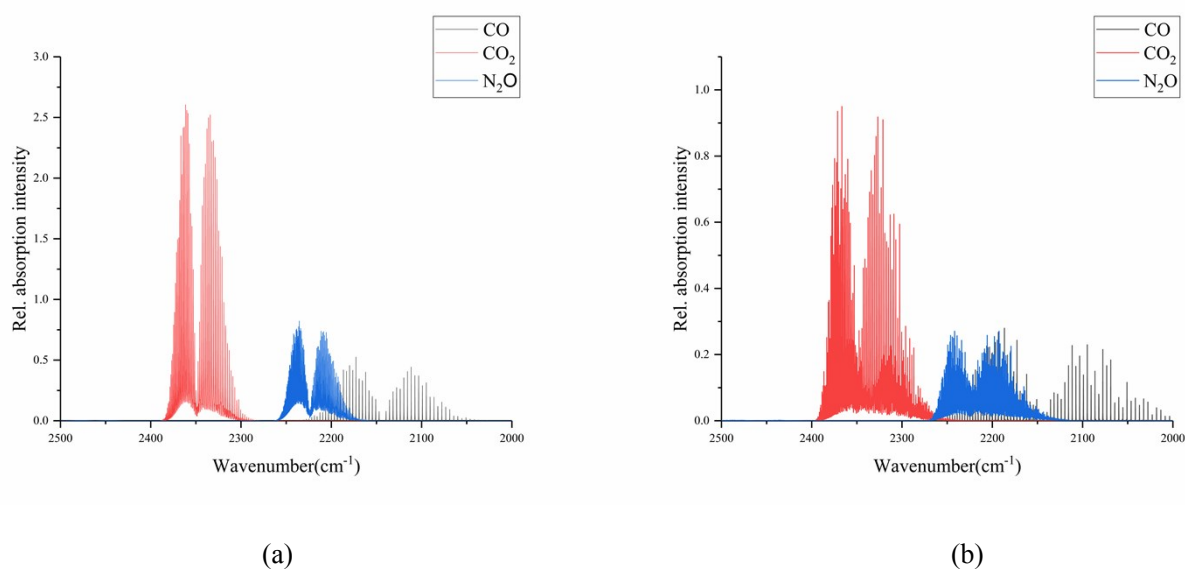 CO
CO₂
N₂O
3.0
2.5
2.0
1.5
1.0
0.5
0.0
Rel. absorption intensity
2500
2400
2300
2200
2100
2000
Wavenumber(cm⁻¹)
(a)
CO
CO₂
N₂O
1.0
0.8
0.6
0.4
0.2
0.0
Rel. absorption intensity
2500
2400
2300
2200
2100
2000
Wavenumber(cm⁻¹)
(b)